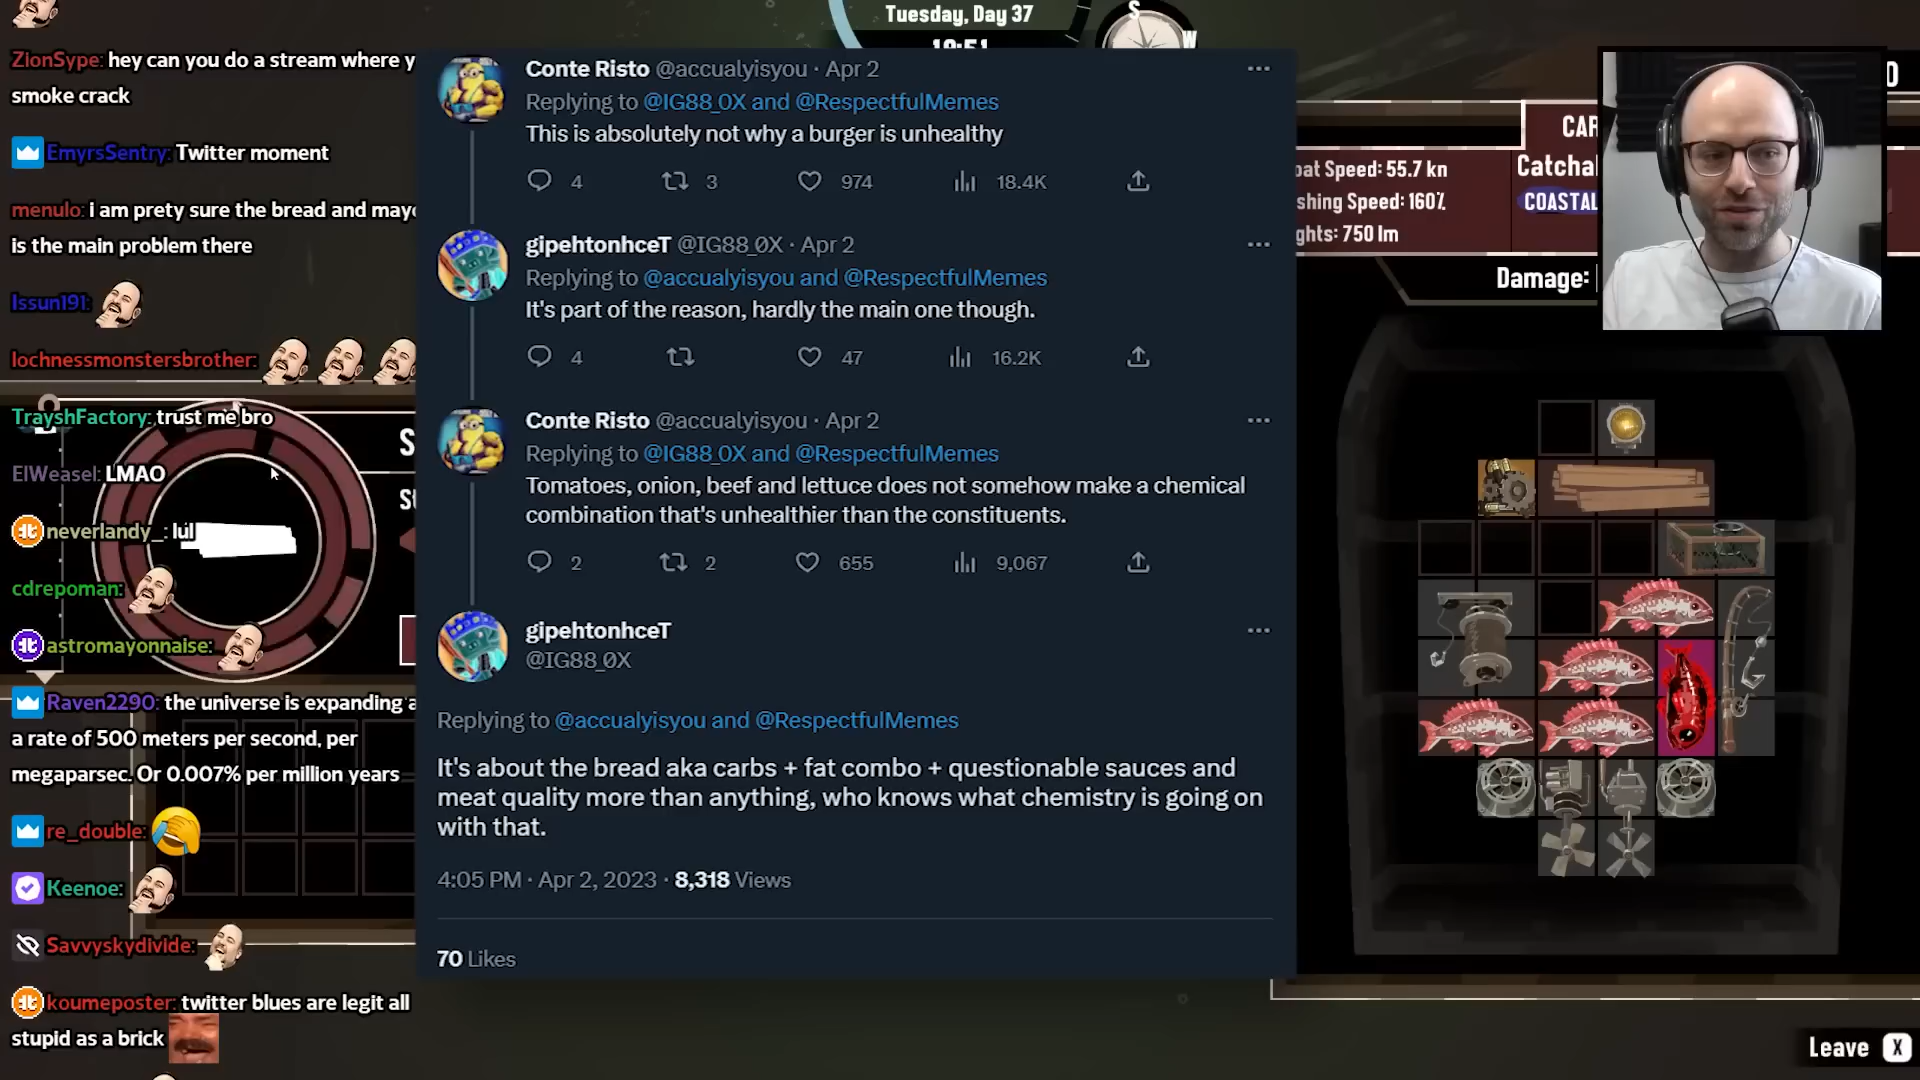 Tuesday, Day 37
ZionSype: hey can you do a stream where y
smoke crack
EmyrsSentry: Twitter moment
menulo: i am prety sure the bread and mayo
is the main problem there
Issun191:
lochnessmonstersbrother:
TrayshFactory: trust me bro
ElWeasel: LMAO
neverlandy_: lul
cdrepoman:
astromayonnaise:
Raven2290: the universe is expanding a
a rate of 500 meters per second, per
megaparsec. Or 0.007% per million years
re_double:
Keenoe:
Savvyskydivide:
koumeposter: twitter blues are legit all
stupid as a brick
Conte Risto @accualyisyou · Apr 2
Replying to @IG88_0X and @RespectfulMemes
This is absolutely not why a burger is unhealthy
4 3 974 18.4K
gipehtonhceT @IG88_0X · Apr 2
Replying to @accualyisyou and @RespectfulMemes
It's part of the reason, hardly the main one though.
4 47 16.2K
Conte Risto @accualyisyou · Apr 2
Replying to @IG88_0X and @RespectfulMemes
Tomatoes, onion, beef and lettuce does not somehow make a chemical
combination that's unhealthier than the constituents.
2 2 655 9,067
gipehtonhceT
@IG88_0X
Replying to @accualyisyou and @RespectfulMemes
It's about the bread aka carbs + fat combo + questionable sauces and
meat quality more than anything, who knows what chemistry is going on
with that.
4:05 PM · Apr 2, 2023 · 8,318 Views
70 Likes
S
W
D
CAR
oat Speed: 55.7 kn
shing Speed: 160%
ghts: 750 lm
Catcha
COASTAL
Damage:
Leave X